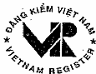 ĐĂNG KIỂM VIỆT NAM
VR
VIETNAM REGISTER